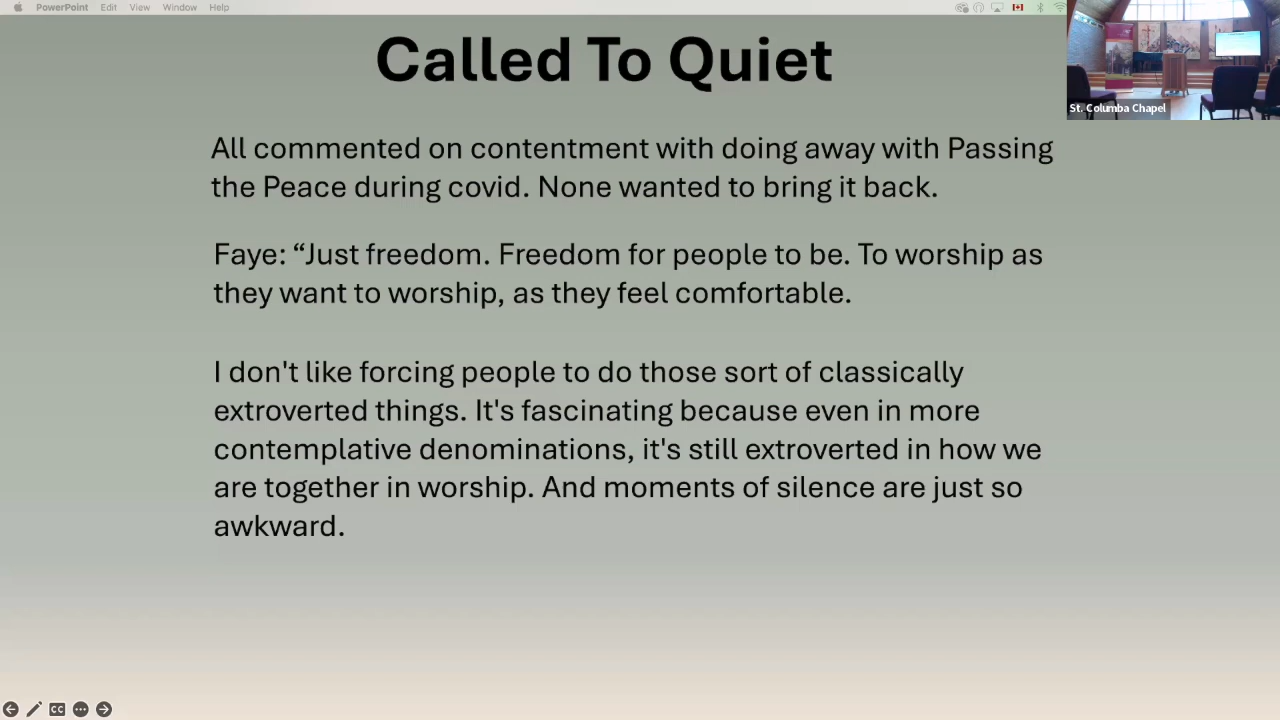 PowerPoint Edit View Window Help
St. Columba Chapel
Called To Quiet
All commented on contentment with doing away with Passing
the Peace during covid. None wanted to bring it back.
Faye: “Just freedom. Freedom for people to be. To worship as
they want to worship, as they feel comfortable.
I don't like forcing people to do those sort of classically
extroverted things. It's fascinating because even in more
contemplative denominations, it's still extroverted in how we
are together in worship. And moments of silence are just so
awkward.
CC